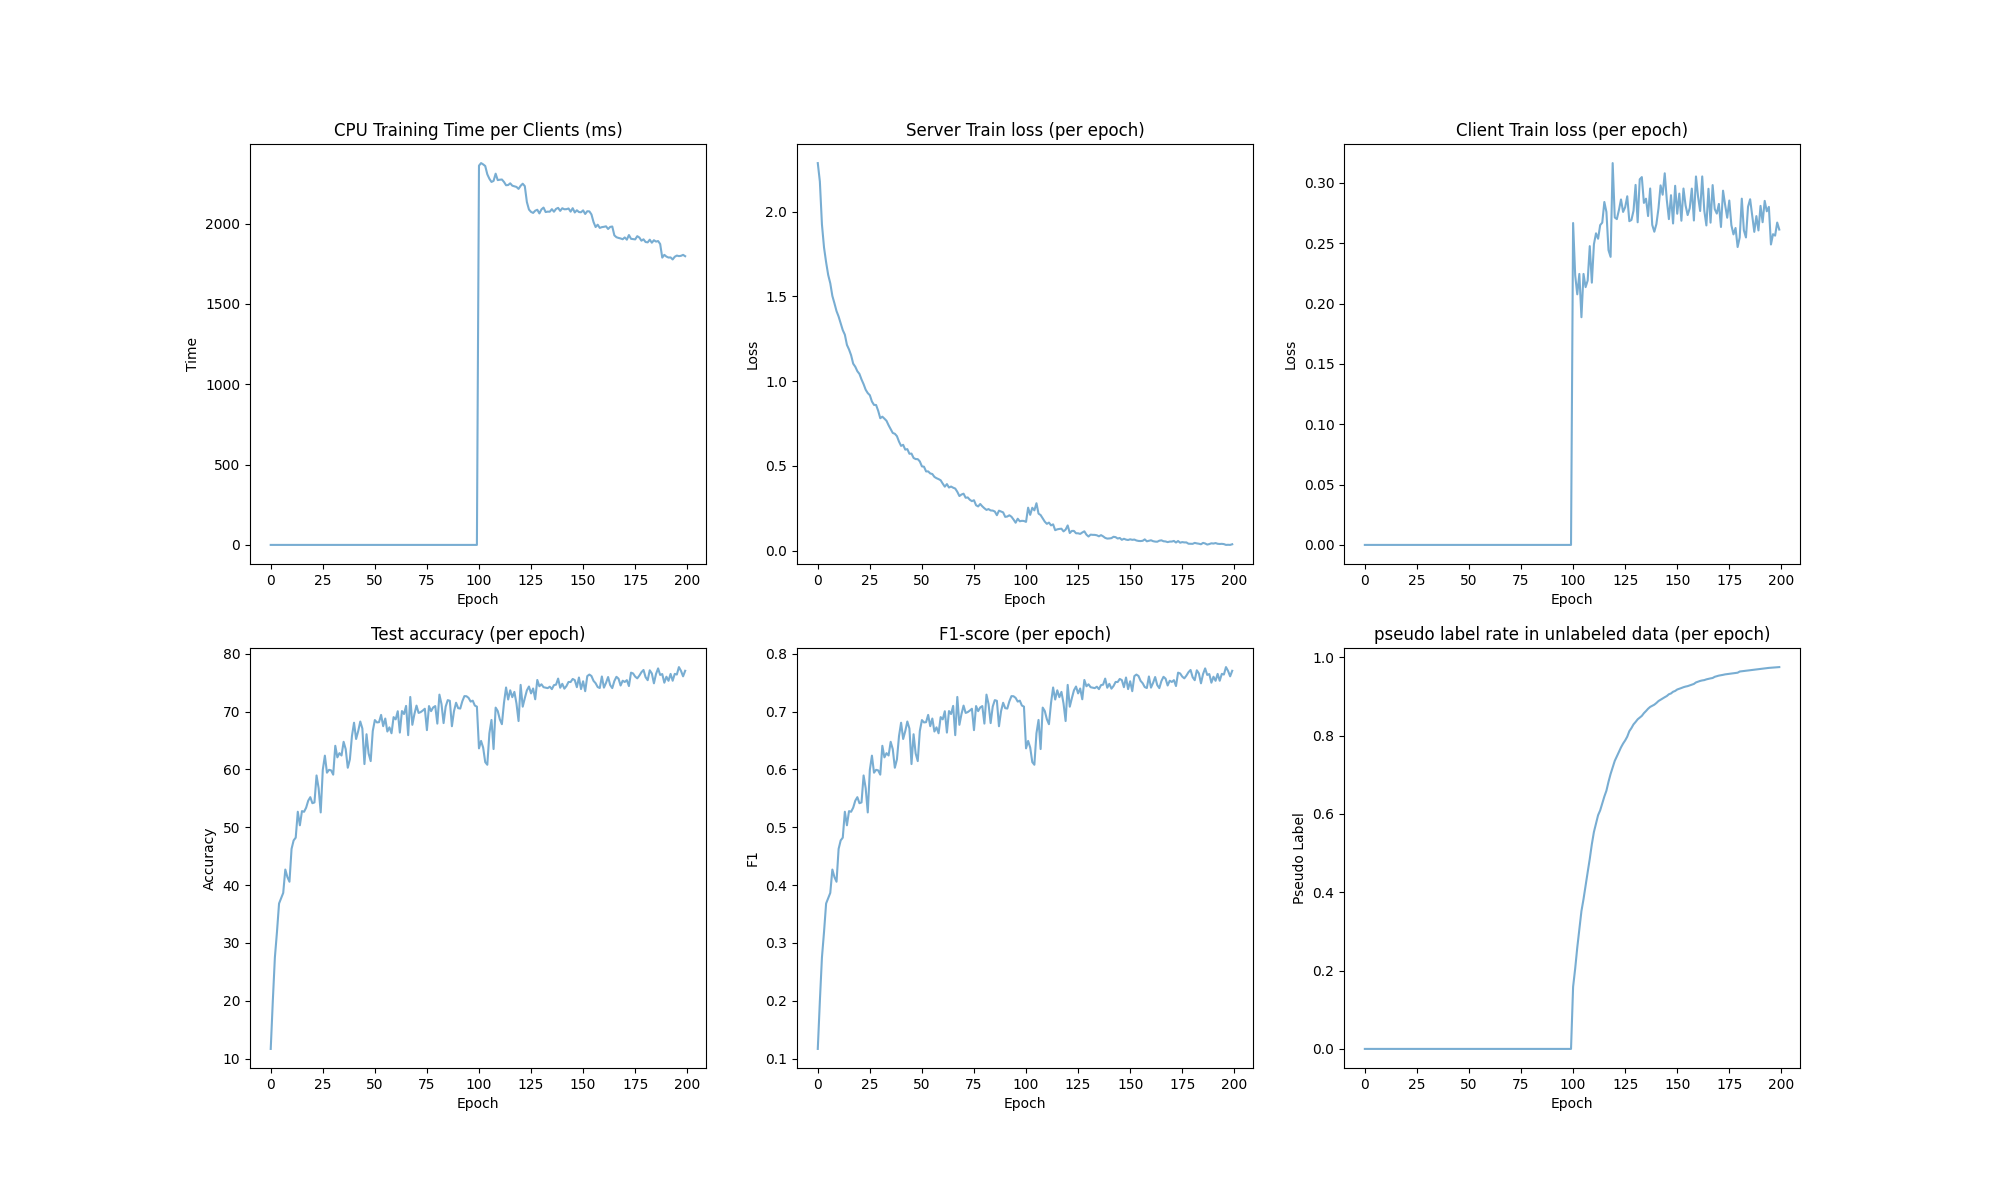 CPU Training Time per Clients (ms)
Time
2000
1500
1000
500
0
0 25 50 75 100 125 150 175 200
Epoch
Server Train loss (per epoch)
Loss
2.0
1.5
1.0
0.5
0.0
0 25 50 75 100 125 150 175 200
Epoch
Client Train loss (per epoch)
Loss
0.30
0.25
0.20
0.15
0.10
0.05
0.00
0 25 50 75 100 125 150 175 200
Epoch
Test accuracy (per epoch)
Accuracy
80
70
60
50
40
30
20
10
0 25 50 75 100 125 150 175 200
Epoch
F1-score (per epoch)
F1
0.8
0.7
0.6
0.5
0.4
0.3
0.2
0.1
0 25 50 75 100 125 150 175 200
Epoch
pseudo label rate in unlabeled data (per epoch)
Pseudo Label
1.0
0.8
0.6
0.4
0.2
0.0
0 25 50 75 100 125 150 175 200
Epoch